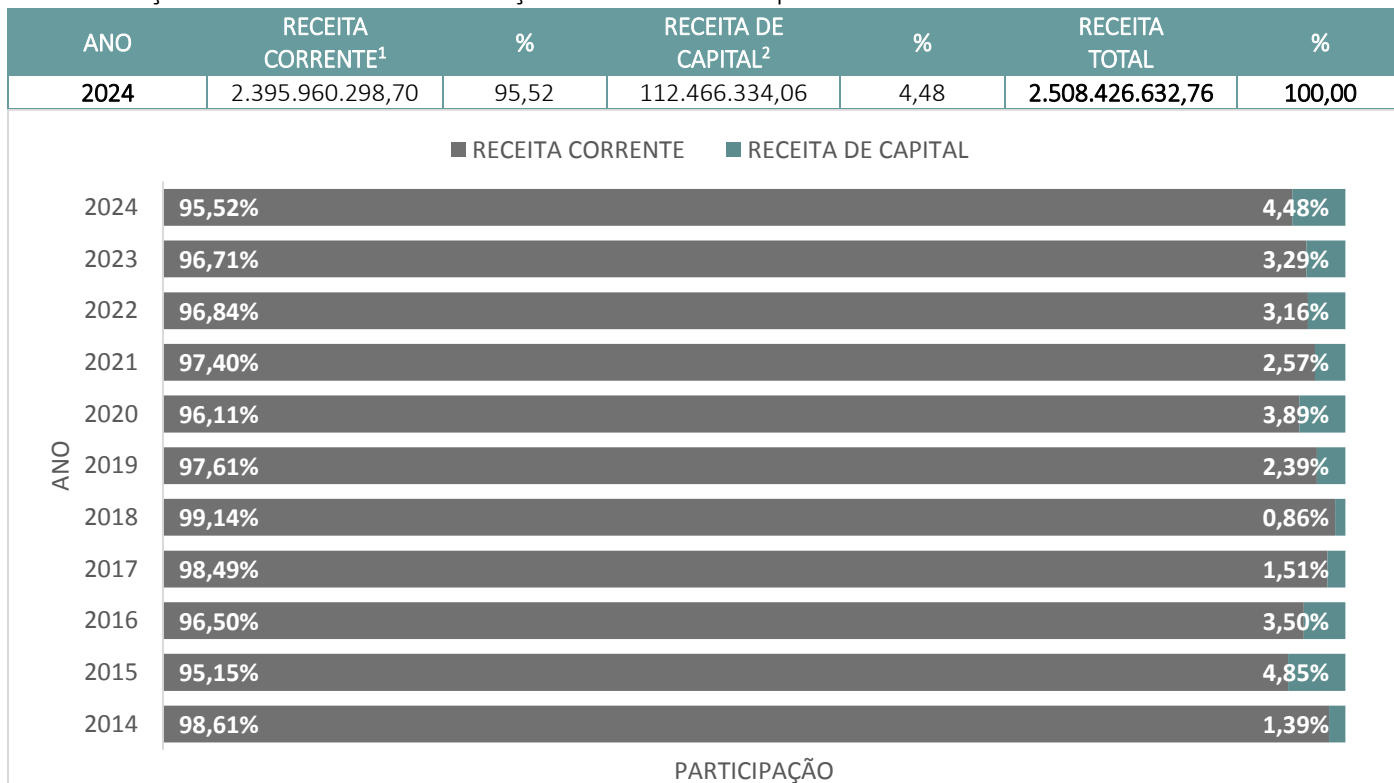 ANO RECEITA CORRENTE¹ % RECEITA DE CAPITAL² % RECEITA TOTAL %
2024 2.395.960.298,70 95,52 112.466.334,06 4,48 2.508.426.632,76 100,00
RECEITA CORRENTE RECEITA DE CAPITAL
2024 95,52% 4,48%
2023 96,71% 3,29%
2022 96,84% 3,16%
2021 97,40% 2,57%
2020 96,11% 3,89%
ANO
2019 97,61% 2,39%
2018 99,14% 0,86%
2017 98,49% 1,51%
2016 96,50% 3,50%
2015 95,15% 4,85%
2014 98,61% 1,39%
PARTICIPAÇÃO